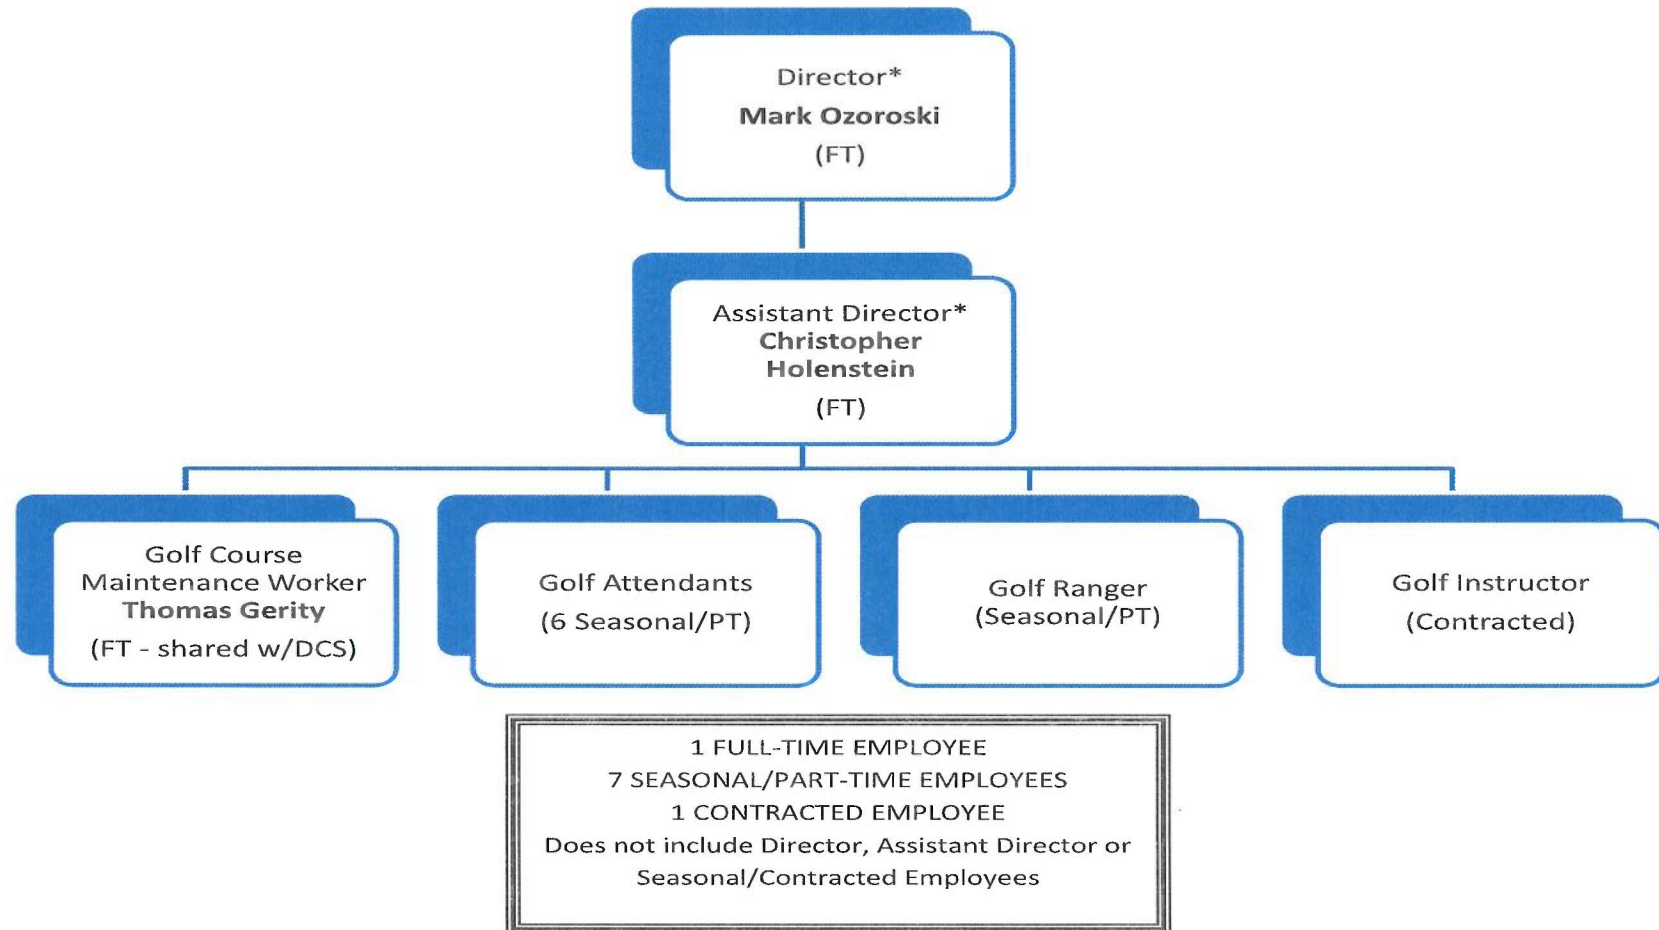 Director*
Mark Ozoroski
(FT)
Assistant Director*
Christopher
Holenstein
(FT)
Golf Course
Maintenance Worker
Thomas Gerity
(FT - shared w/DCS)
Golf Attendants
(6 Seasonal/PT)
Golf Ranger
(Seasonal/PT)
Golf Instructor
(Contracted)
1 FULL-TIME EMPLOYEE
7 SEASONAL/PART-TIME EMPLOYEES
1 CONTRACTED EMPLOYEE
Does not include Director, Assistant Director or
Seasonal/Contracted Employees